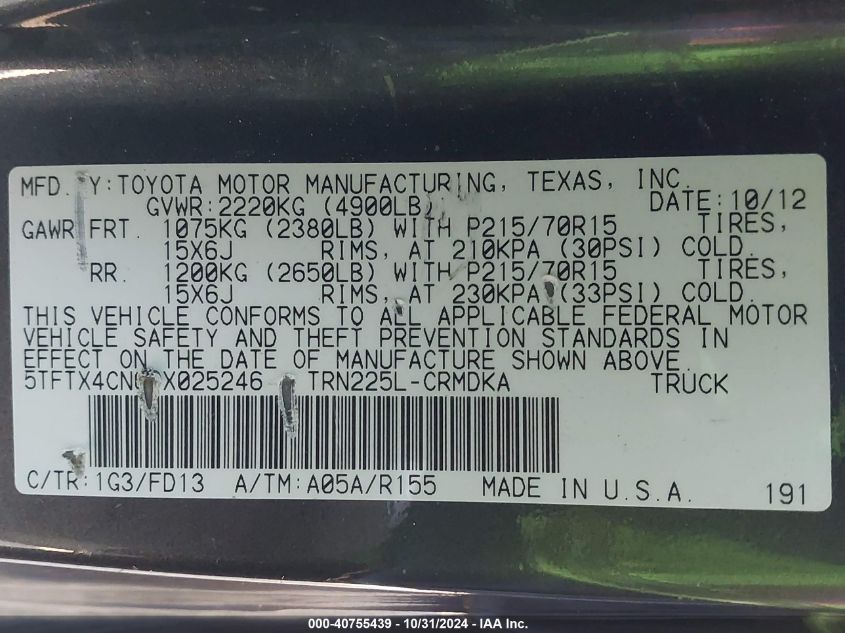 MFD. Y:TOYOTA MOTOR MANUFACTURING, TEXAS, INC.
GVWR:2220KG (4900LB) DATE:10/12
GAWR FRT. 1075KG (2380LB) WITH P215/70R15 TIRES,
15X6J RIMS, AT 210KPA (30PSI) COLD.
RR. 1200KG (2650LB) WITH P215/70R15 TIRES,
15X6J RIMS, AT 230KPA (33PSI) COLD.
THIS VEHICLE CONFORMS TO ALL APPLICABLE FEDERAL MOTOR
VEHICLE SAFETY AND THEFT PREVENTION STANDARDS IN
EFFECT ON THE DATE OF MANUFACTURE SHOWN ABOVE.
TRN225L-CRMDKA TRUCK
C/TR:1G3/FD13 A/TM:A05A/R155 MADE IN U.S.A. 191
000-40755439 - 10/31/2024 - IAA Inc.